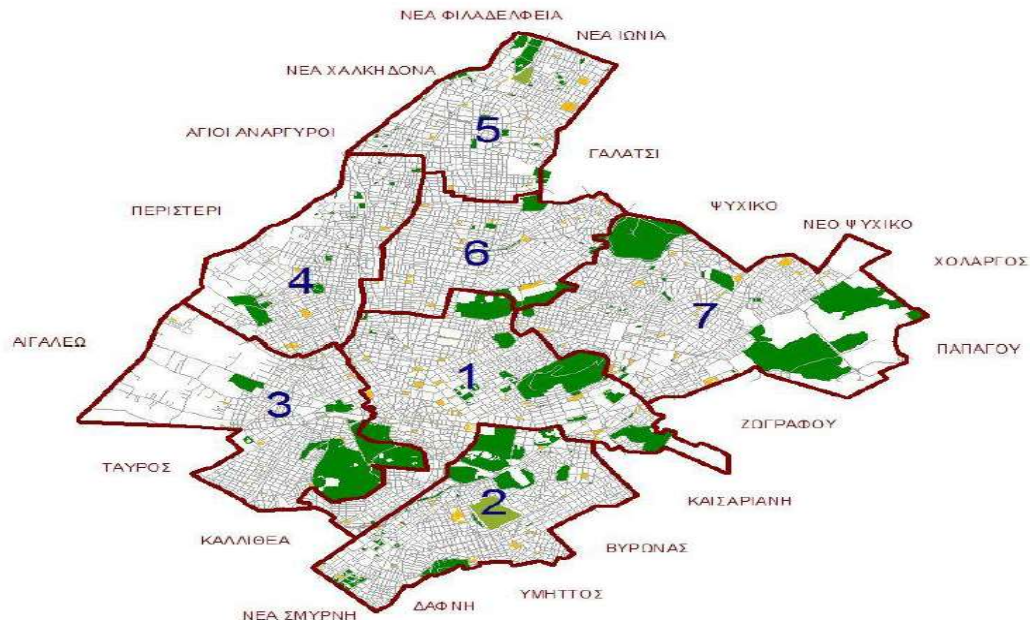 ΝΕΑ ΦΙΛΑΔΕΛΦΕΙΑ
ΝΕΑ ΙΩΝΙΑ
ΝΕΑ ΧΑΛΚΗΔΟΝΑ
5
ΑΓΙΟΙ ΑΝΑΡΓΥΡΟΙ
ΓΑΛΑΤΣΙ
ΠΕΡΙΣΤΕΡΙ
ΨΥΧΙΚΟ
ΝΕΟ ΨΥΧΙΚΟ
6
ΧΟΛΑΡΓΟΣ
4
7
ΑΙΓΑΛΕΩ
ΠΑΠΑΓΟΥ
1
3
ΖΩΓΡΑΦΟΥ
ΤΑΥΡΟΣ
2
ΚΑΙΣΑΡΙΑΝΗ
ΚΑΛΛΙΘΕΑ
ΒΥΡΩΝΑΣ
ΥΜΗΤΤΟΣ
ΔΑΦΝΗ
ΝΕΑ ΣΜΥΡΝΗ